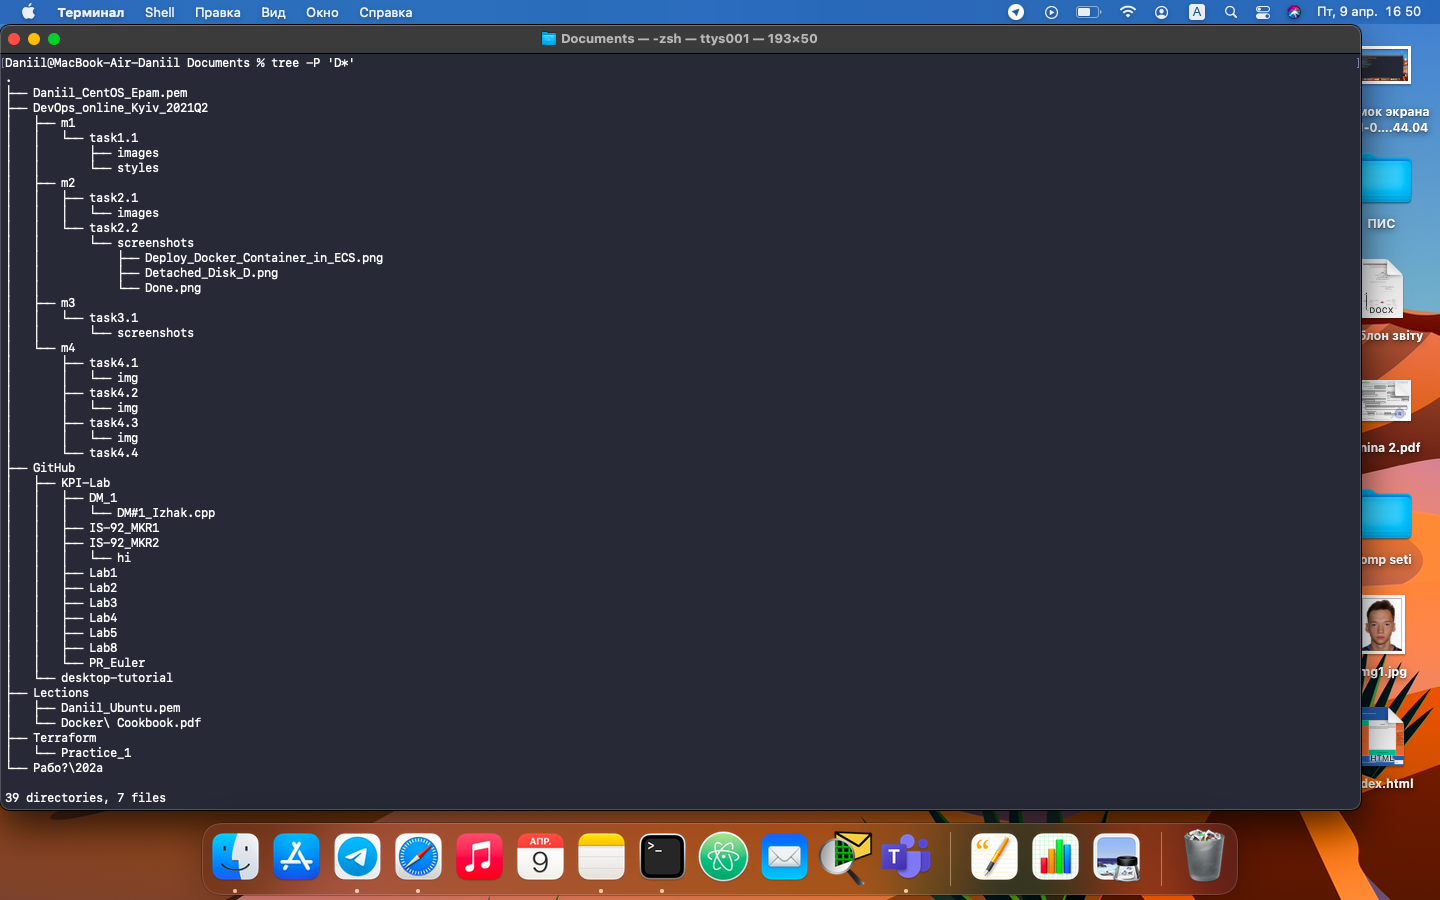 Терминал Shell Правка Вид Окно Справка A Пт, 9 апр. 16 50
Documents — -zsh — ttys001 — 193×50
Daniil@MacBook-Air-Daniil Documents % tree -P 'D*'
.
├── Daniil_CentOS_Epam.pem
├── DevOps_online_Kyiv_2021Q2
│   ├── m1
│   │   └── task1.1
│   │       ├── images
│   │       └── styles
│   ├── m2
│   │   ├── task2.1
│   │   │   └── images
│   │   └── task2.2
│   │       └── screenshots
│   │           ├── Deploy_Docker_Container_in_ECS.png
│   │           ├── Detached_Disk_D.png
│   │           └── Done.png
│   ├── m3
│   │   └── task3.1
│   │       └── screenshots
│   └── m4
│       ├── task4.1
│       │   └── img
│       ├── task4.2
│       │   └── img
│       ├── task4.3
│       │   └── img
│       └── task4.4
├── GitHub
│   ├── KPI-Lab
│   │   ├── DM_1
│   │   │   └── DM#1_Izhak.cpp
│   │   ├── IS-92_MKR1
│   │   ├── IS-92_MKR2
│   │   │   └── hi
│   │   ├── Lab1
│   │   ├── Lab2
│   │   ├── Lab3
│   │   ├── Lab4
│   │   ├── Lab5
│   │   ├── Lab8
│   │   └── PR_Euler
│   └── desktop-tutorial
├── Lections
│   ├── Daniil_Ubuntu.pem
│   └── Docker\ Cookbook.pdf
├── Terraform
│   └── Practice_1
└── Рабо?\202а
39 directories, 7 files
мок экрана
-0....44.04
ПИС
DOCX
блон звіту
nina 2.pdf
omp seti
mg1.jpg
HTML
dex.html
АПР.
9
>_
T